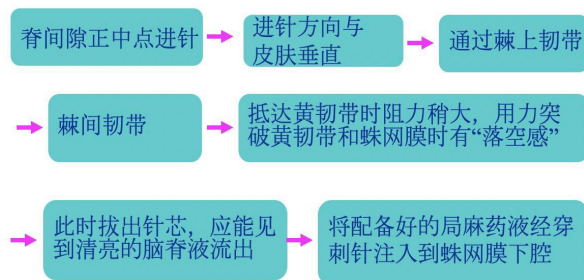 脊间隙正中点进针
进针方向与
皮肤垂直
通过棘上韧带
棘间韧带
抵达黄韧带时阻力稍大，用力突
破黄韧带和蛛网膜时有“落空感”
此时拔出针芯，应能见
到清亮的脑脊液流出
将配备好的局麻药液经穿
刺针注入到蛛网膜下腔